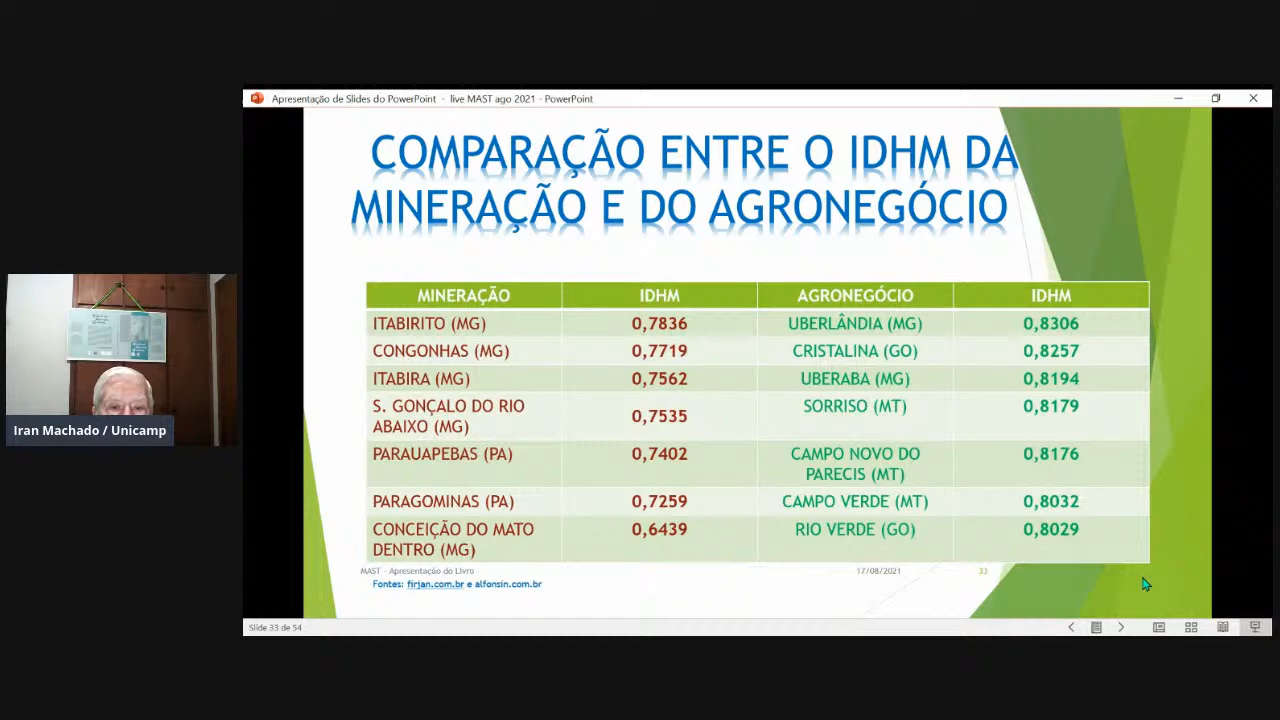 Apresentação de Slides do PowerPoint - live MAST ago 2021 - PowerPoint
COMPARAÇÃO ENTRE O IDHM DA
MINERAÇÃO E DO AGRONEGÓCIO
MINERAÇÃO IDHM AGRONEGÓCIO IDHM
ITABIRITO (MG) 0,7836 UBERLÂNDIA (MG) 0,8306
CONGONHAS (MG) 0,7719 CRISTALINA (GO) 0,8257
ITABIRA (MG) 0,7562 UBERABA (MG) 0,8194
S. GONÇALO DO RIO
ABAIXO (MG) 0,7535 SORRISO (MT) 0,8179
PARAUAPEBAS (PA) 0,7402 CAMPO NOVO DO
PARECIS (MT) 0,8176
PARAGOMINAS (PA) 0,7259 CAMPO VERDE (MT) 0,8032
CONCEIÇÃO DO MATO
DENTRO (MG) 0,6439 RIO VERDE (GO) 0,8029
MAST - Apresentação do Livro 17/08/2021 33
Fontes: firjan.com.br e alfonsin.com.br
Slide 33 de 54
Iran Machado / Unicamp